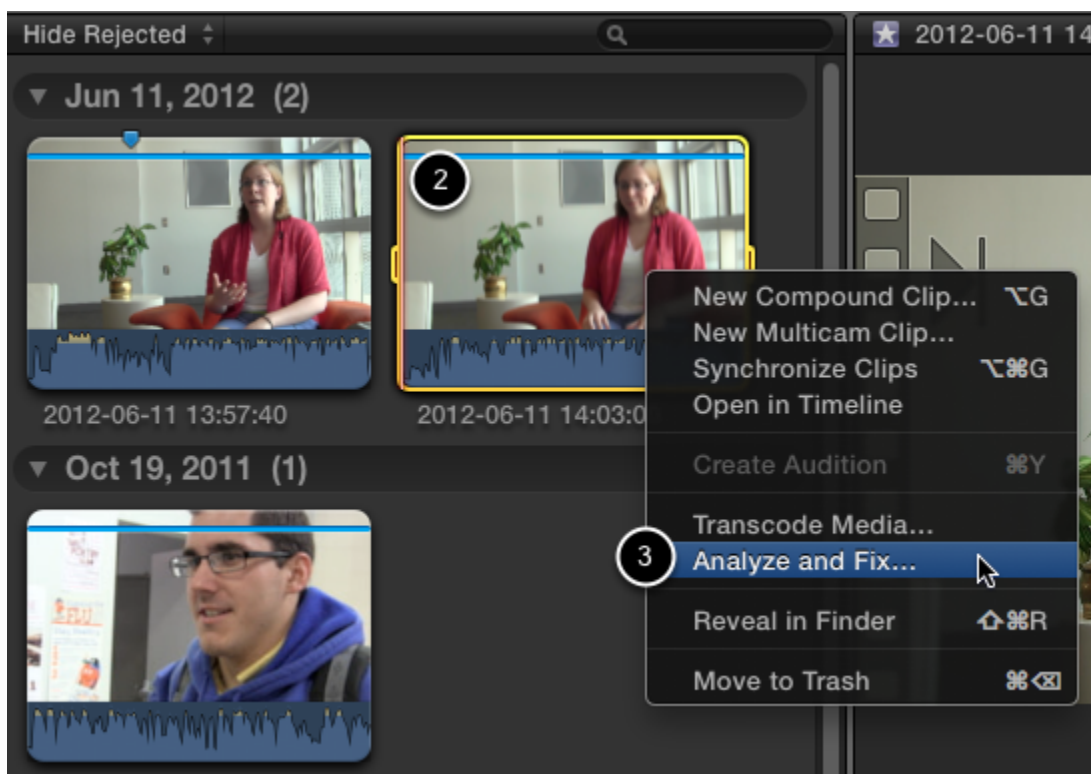 Hide Rejected
2012-06-11 14
Jun 11, 2012 (2)
2
2012-06-11 13:57:40
2012-06-11 14:03:0
New Compound Clip... ⌥G
New Multicam Clip...
Synchronize Clips ⌥⌘G
Open in Timeline
Create Audition ⌘Y
Transcode Media...
3
Analyze and Fix...
Reveal in Finder ⇧⌘R
Move to Trash ⌘⌫
Oct 19, 2011 (1)
FLU